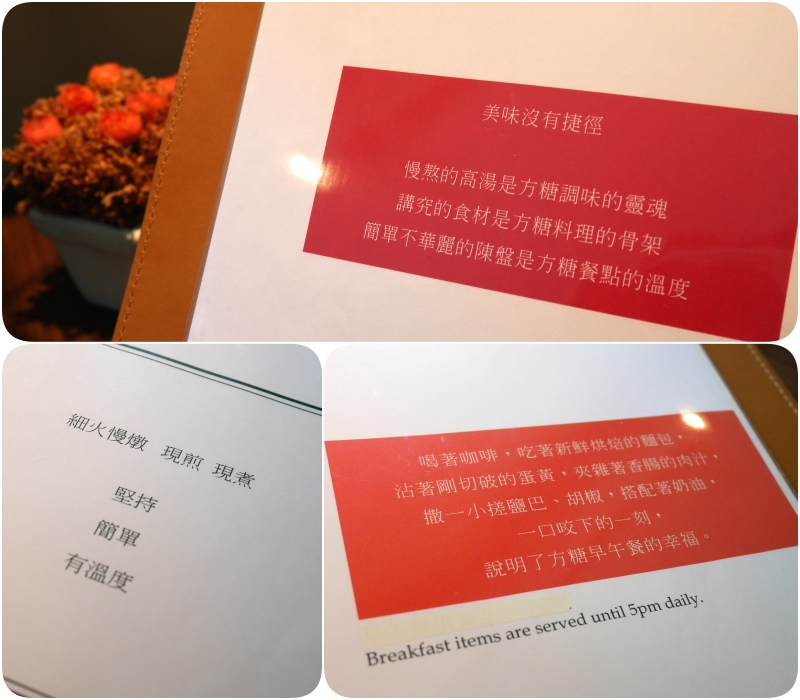 美味沒有捷徑
慢熬的高湯是方糖調味的靈魂
講究的食材是方糖料理的骨架
簡單不華麗的陳盤是方糖餐點的溫度
細火慢燉 現煎 現煮
堅持
簡單
有溫度
喝著咖啡，吃著新鮮烘焙的麵包，
沾著剛切破的蛋黃，夾雜著香腸的肉汁，
撒一小搓鹽巴、胡椒，搭配著奶油，
一口咬下的一刻，
說明了方糖早午餐的幸福。
Breakfast items are served until 5pm daily.